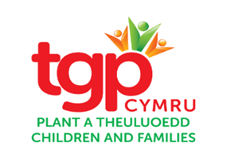 tgp
CYMRU
PLANT A THEULUOEDD
CHILDREN AND FAMILIES